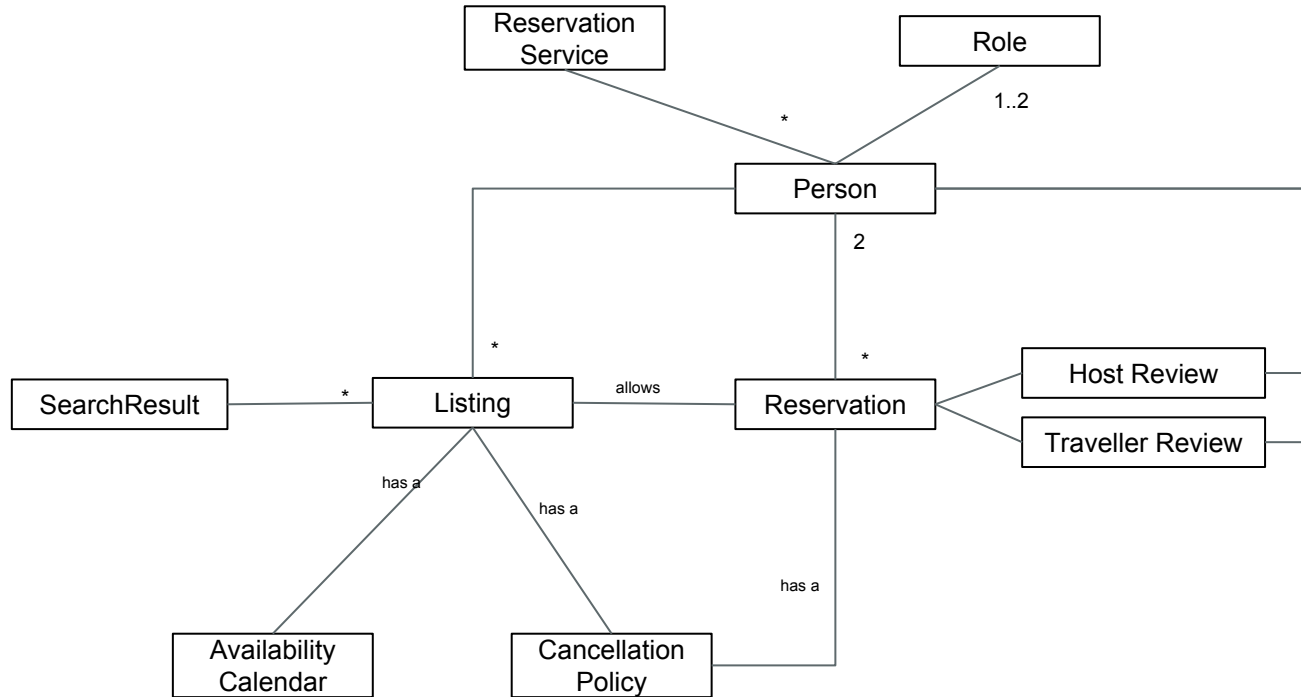 Reservation
Service
Role
*
1..2
Person
2
*
*
SearchResult
*
Listing
allows
Reservation
Host Review
Traveller Review
has a
has a
has a
Availability
Calendar
Cancellation
Policy